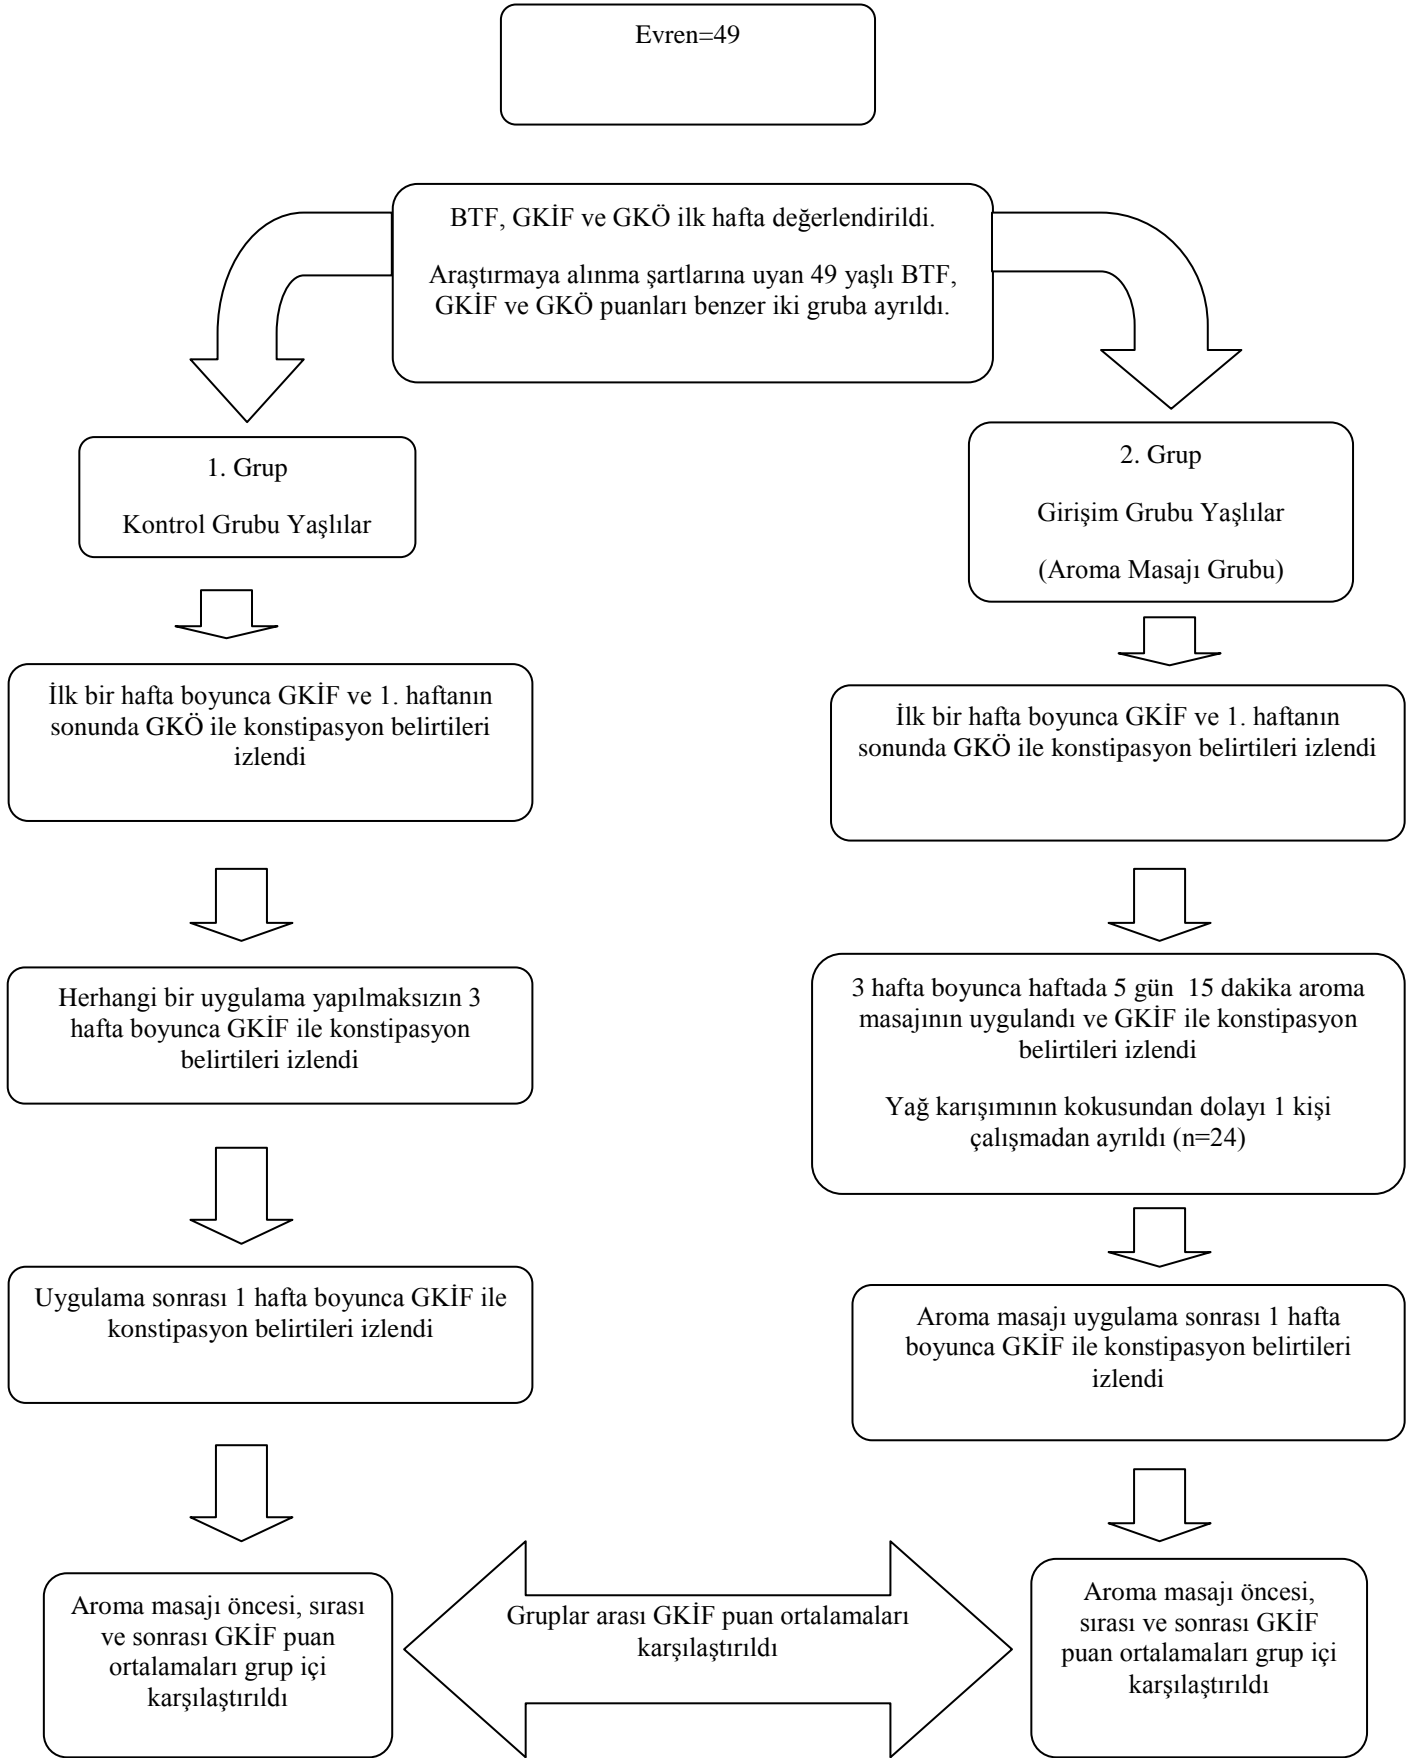 Evren=49
BTF, GKİF ve GKÖ ilk hafta değerlendirildi.
Araştırmaya alınma şartlarına uyan 49 yaşlı BTF,
GKİF ve GKÖ puanları benzer iki gruba ayrıldı.
1. Grup
Kontrol Grubu Yaşlılar
2. Grup
Girişim Grubu Yaşlılar
(Aroma Masajı Grubu)
İlk bir hafta boyunca GKİF ve 1. haftanın
sonunda GKÖ ile konstipasyon belirtileri
izlendi
İlk bir hafta boyunca GKİF ve 1. haftanın
sonunda GKÖ ile konstipasyon belirtileri izlendi
Herhangi bir uygulama yapılmaksızın 3
hafta boyunca GKİF ile konstipasyon
belirtileri izlendi
3 hafta boyunca haftada 5 gün  15 dakika aroma
masajının uygulandı ve GKİF ile konstipasyon
belirtileri izlendi
Yağ karışımının kokusundan dolayı 1 kişi
çalışmadan ayrıldı (n=24)
Uygulama sonrası 1 hafta boyunca GKİF ile
konstipasyon belirtileri izlendi
Aroma masajı uygulama sonrası 1 hafta
boyunca GKİF ile konstipasyon belirtileri
izlendi
Aroma masajı öncesi, sırası
ve sonrası GKİF puan
ortalamaları grup içi
karşılaştırıldı
Gruplar arası GKİF puan ortalamaları
karşılaştırıldı
Aroma masajı öncesi,
sırası ve sonrası GKİF
puan ortalamaları grup içi
karşılaştırıldı